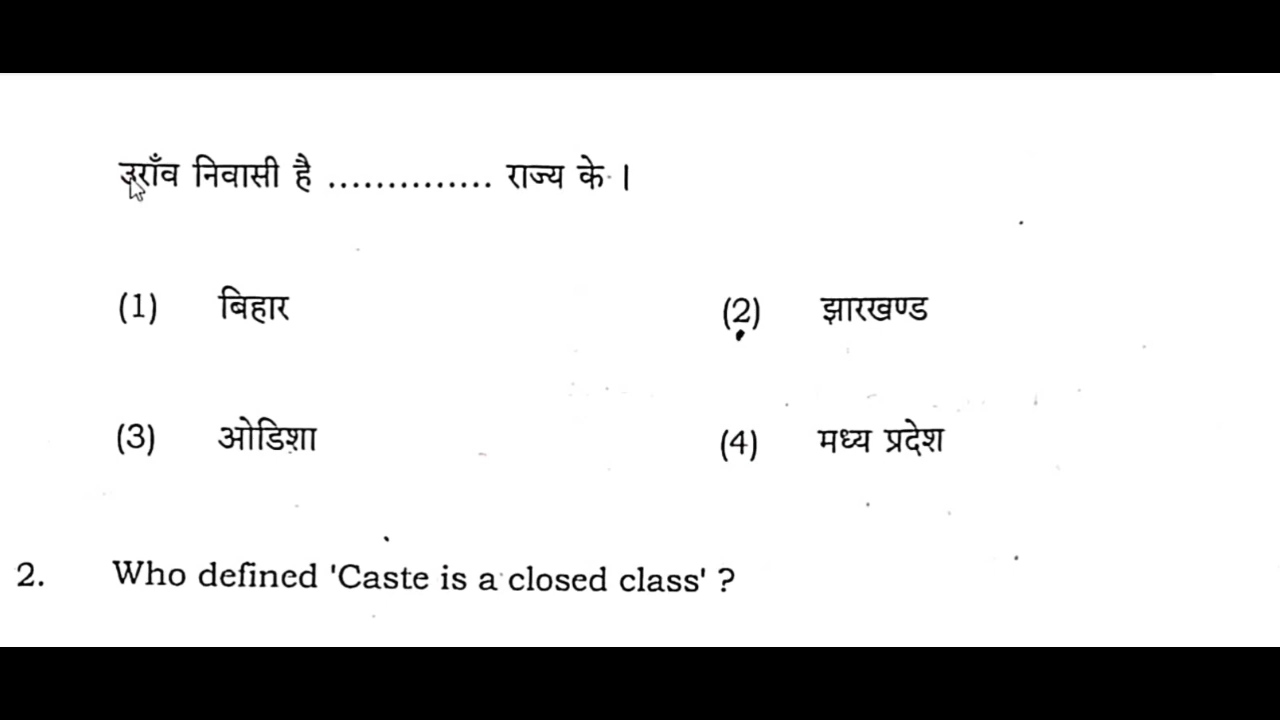 उराँव निवासी है .............. राज्य के ।
(1) बिहार (2) झारखण्ड
(3) ओडिशा (4) मध्य प्रदेश
2. Who defined 'Caste is a closed class' ?